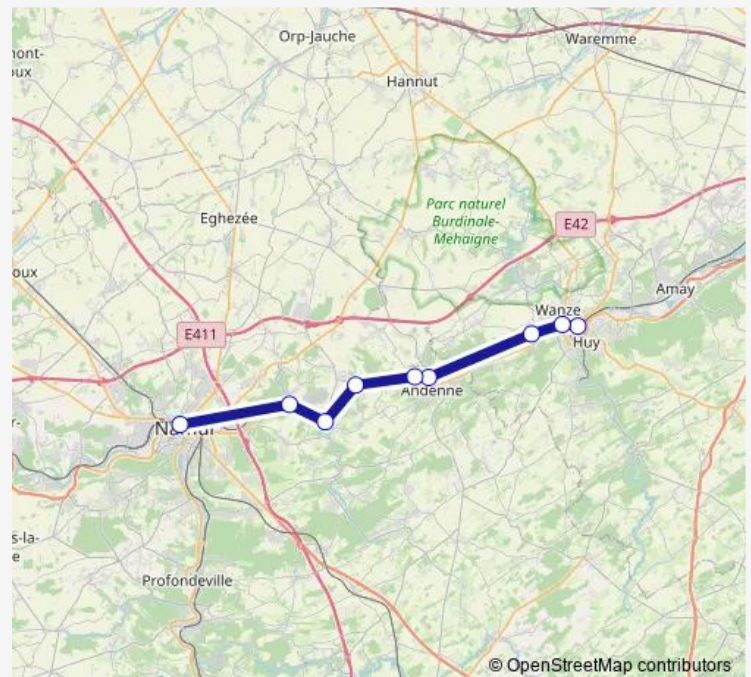 Orp-Jauche
Waremme
Hannut
Parc naturel
Burdinale-
Mehaigne
Eghezée
E42
Amay
Wanze
E411
Huy
Andenne
Profondeville
© OpenStreetMap contributors